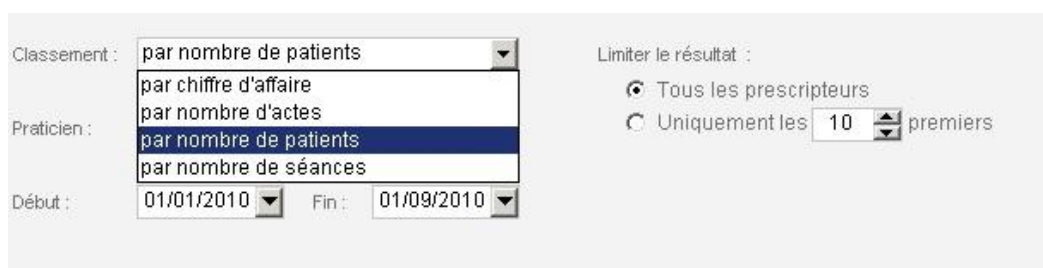 Classement : par nombre de patients
par chiffre d'affaire
par nombre d'actes
par nombre de patients
par nombre de séances
Praticien :
Début : 01/01/2010 Fin : 01/09/2010
Limiter le résultat :
Tous les prescripteurs
Uniquement les 10 premiers